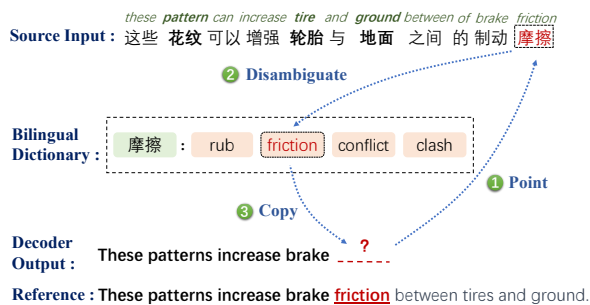 these pattern can increase tire and ground between of brake friction
Source Input : 这些 花纹 可以 增强 轮胎 与 地面 之间 的 制动 摩擦
2 Disambiguate
Bilingual Dictionary : 摩擦 : rub friction conflict clash
1 Point
3 Copy
Decoder Output : These patterns increase brake ?
Reference : These patterns increase brake friction between tires and ground.